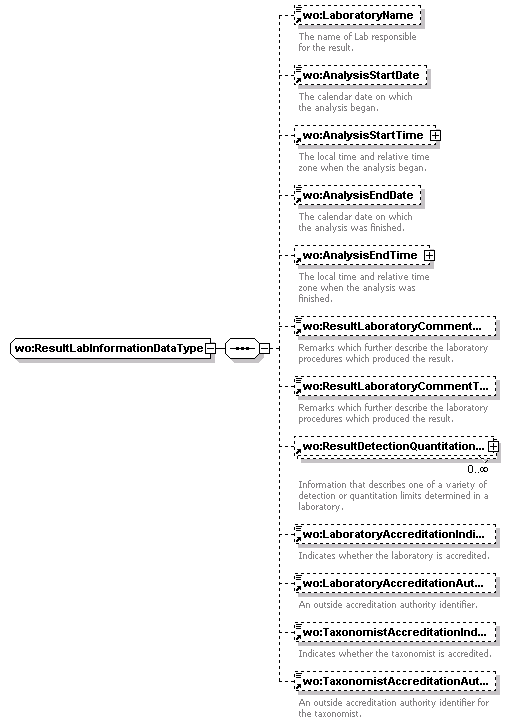 wo:LaboratoryName
The name of Lab responsible
for the result.
wo:AnalysisStartDate
The calendar date on which
the analysis began.
wo:AnalysisStartTime
The local time and relative time
zone when the analysis began.
wo:AnalysisEndDate
The calendar date on which
the analysis was finished.
wo:AnalysisEndTime
The local time and relative time
zone when the analysis was
finished.
wo:ResultLabInformationDataType
wo:ResultLaboratoryComment...
Remarks which further describe the laboratory
procedures which produced the result.
wo:ResultLaboratoryCommentT...
Remarks which further describe the laboratory
procedures which produced the result.
wo:ResultDetectionQuantitation...
0..∞
Information that describes one of a variety of
detection or quantitation limits determined in a
laboratory.
wo:LaboratoryAccreditationIndi...
Indicates whether the laboratory is accredited.
wo:LaboratoryAccreditationAut...
An outside accreditation authority identifier.
wo:TaxonomistAccreditationInd...
Indicates whether the taxonomist is accredited.
wo:TaxonomistAccreditationAut...
An outside accreditation authority identifier for
the taxonomist.